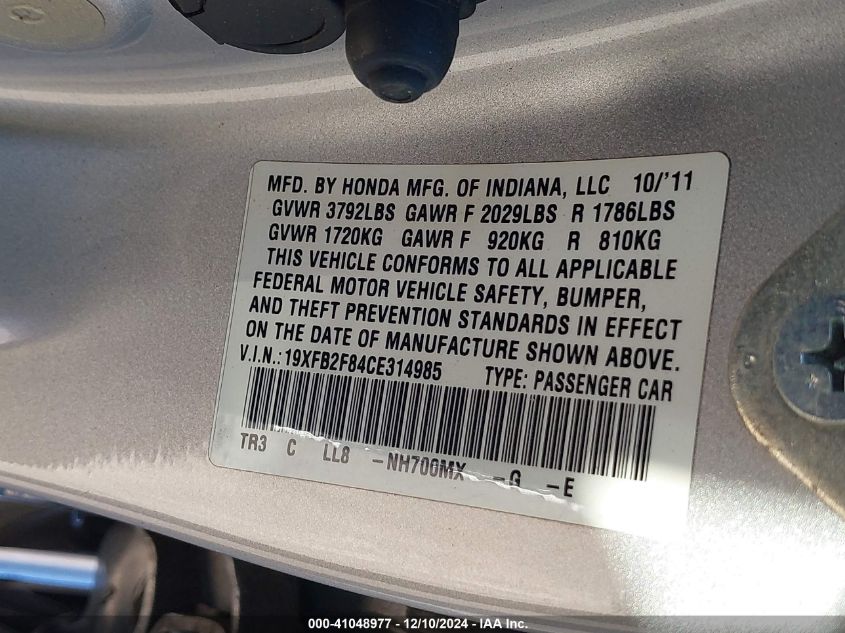 MFD. BY HONDA MFG. OF INDIANA, LLC 10/'11
GVWR 3792LBS GAWR F 2029LBS R 1786LBS
GVWR 1720KG GAWR F 920KG R 810KG
THIS VEHICLE CONFORMS TO ALL APPLICABLE
FEDERAL MOTOR VEHICLE SAFETY, BUMPER,
AND THEFT PREVENTION STANDARDS IN EFFECT
ON THE DATE OF MANUFACTURE SHOWN ABOVE.
V.I.N.:19XFB2F84CE314985 TYPE: PASSENGER CAR
TR3 C LL8 -NH700MX -G -E
000-41048977 — 12/10/2024 — IAA Inc.